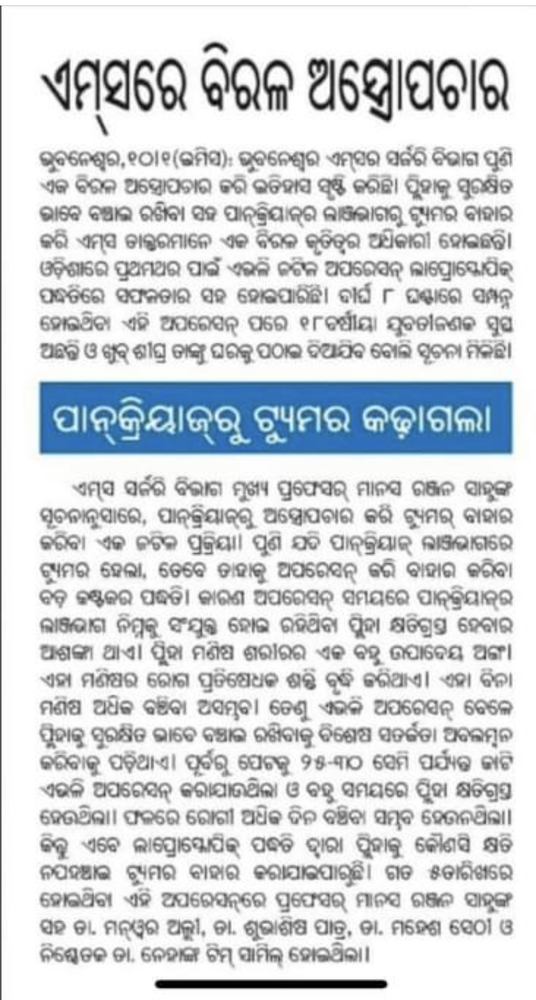 ଏମ୍‌ସରେ ବିରଳ ଅସ୍ତ୍ରୋପଚାର
ଭୁବନେଶ୍ୱର,୧୦।୧(ଇମିସ): ଭୁବନେଶ୍ୱର ଏମ୍‌ସର ସର୍ଜରି ବିଭାଗ ପୁଣି
ଏକ ବିରଳ ଅସ୍ତ୍ରୋପଚାର କରି ଇତିହାସ ସୃଷ୍ଟି କରିଛି। ପ୍ଲିହାକୁ ସୁରକ୍ଷିତ
ଭାବେ ବଞ୍ଚାଇ ରଖିବା ସହ ପାନ୍‌କ୍ରିୟାଜ୍‌ର ଲାଞ୍ଜଭାଗରୁ ଟ୍ୟୁମର ବାହାର
କରି ଏମ୍‌ସ ଡାକ୍ତରମାନେ ଏକ ବିରଳ କୃତିତ୍ୱର ଅଧିକାରୀ ହୋଇଛନ୍ତି।
ଓଡ଼ିଶାରେ ପ୍ରଥମଥର ପାଇଁ ଏଭଳି ଜଟିଳ ଅପରେସନ୍ ଲାପ୍ରୋସ୍କୋପିକ୍
ପଦ୍ଧତିରେ ସଫଳତାର ସହ ହୋଇପାରିଛି। ଦୀର୍ଘ ୮ ଘଣ୍ଟାରେ ସମ୍ପନ୍ନ
ହୋଇଥିବା ଏହି ଅପରେସନ୍ ପରେ ୧୮ବର୍ଷୀୟା ଯୁବତୀଜଣକ ସୁସ୍ଥ
ଅଛନ୍ତି ଓ ଖୁବ୍ ଶୀଘ୍ର ତାଙ୍କୁ ଘରକୁ ପଠାଇ ଦିଆଯିବ ବୋଲି ସୂଚନା ମିଳିଛି।
ପାନ୍‌କ୍ରିୟାଜ୍‌ରୁ ଟ୍ୟୁମର କଢ଼ାଗଲା
ଏମ୍‌ସ ସର୍ଜରି ବିଭାଗ ମୁଖ୍ୟ ପ୍ରଫେସର୍ ମାନସ ରଞ୍ଜନ ସାହୁଙ୍କ
ସୂଚନାନୁସାରେ, ପାନ୍‌କ୍ରିୟାଜ୍‌ରୁ ଅସ୍ତ୍ରୋପଚାର କରି ଟ୍ୟୁମର୍ ବାହାର
କରିବା ଏକ ଜଟିଳ ପ୍ରକ୍ରିୟା। ପୁଣି ଯଦି ପାନ୍‌କ୍ରିୟାଜ୍ ଲାଞ୍ଜଭାଗରେ
ଟ୍ୟୁମର ହେଲା, ତେବେ ତାହାକୁ ଅପରେସନ୍ କରି ବାହାର କରିବା
ବଡ଼ କଷ୍ଟକର ପଦ୍ଧତି। କାରଣ ଅପରେସନ୍ ସମୟରେ ପାନ୍‌କ୍ରିୟାଜ୍‌ର
ଲାଞ୍ଜଭାଗ ନିମ୍ନକୁ ସଂଯୁକ୍ତ ହୋଇ ରହିଥିବା ପ୍ଲିହା କ୍ଷତିଗ୍ରସ୍ତ ହେବାର
ଆଶଙ୍କା ଥାଏ। ପ୍ଲିହା ମଣିଷ ଶରୀରର ଏକ ବହୁ ଉପାଦେୟ ଅଙ୍ଗ।
ଏହା ମଣିଷର ରୋଗ ପ୍ରତିଷେଧକ ଶକ୍ତି ବୃଦ୍ଧି କରିଥାଏ। ଏହା ବିନା
ମଣିଷ ଅଧିକ ବଞ୍ଚିବା ଅସମ୍ଭବ। ତେଣୁ ଏଭଳି ଅପରେସନ୍ ବେଳେ
ପ୍ଲିହାକୁ ସୁରକ୍ଷିତ ଭାବେ ବଞ୍ଚାଇ ରଖିବାକୁ ବିଶେଷ ସତର୍କତା ଅବଲମ୍ବନ
କରିବାକୁ ପଡ଼ିଥାଏ। ପୂର୍ବରୁ ପେଟକୁ ୨୫-୩୦ ସେମି ପର୍ଯ୍ୟନ୍ତ କାଟି
ଏଭଳି ଅପରେସନ୍ କରାଯାଉଥିଲା ଓ ବହୁ ସମୟରେ ପ୍ଲିହା କ୍ଷତିଗ୍ରସ୍ତ
ହେଉଥିଲା। ଫଳରେ ରୋଗୀ ଅଧିକ ଦିନ ବଞ୍ଚିବା ସମ୍ଭବ ହେଉନଥିଲା।
କିନ୍ତୁ ଏବେ ଲାପ୍ରୋସ୍କୋପିକ୍ ପଦ୍ଧତି ଦ୍ୱାରା ପ୍ଲିହାକୁ କୌଣସି କ୍ଷତି
ନପହଞ୍ଚାଇ ଟ୍ୟୁମର ବାହାର କରାଯାଇପାରୁଛି। ଗତ ୫ତାରିଖରେ
ହୋଇଥିବା ଏହି ଅପରେସନ୍‌ରେ ପ୍ରଫେସର୍ ମାନସ ରଞ୍ଜନ ସାହୁଙ୍କ
ସହ ଡା. ମନ୍‌ୱର ଅଲ୍ଲୀ, ଡା. ଶୁଭାଶିଷ ପାତ୍ର, ଡା. ମହେଶ ସେଠୀ ଓ
ନିଶ୍ଚେତକ ଡା. ନେହାଙ୍କ ଟିମ୍ ସାମିଲ୍ ହୋଇଥିଲା।